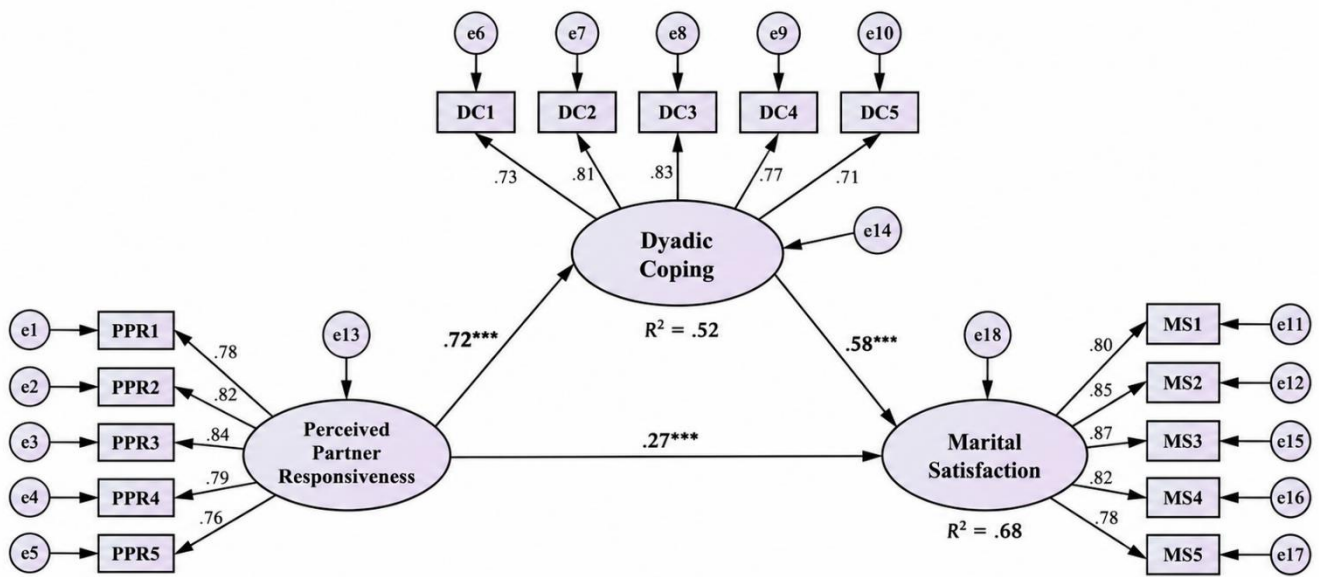 e6 e7 e8 e9 e10
DC1 DC2 DC3 DC4 DC5
.73 .81 .83 .77 .71
Dyadic
Coping
e14
R² = .52
.72***
.58***
.27***
e1 PPR1 .78
e2 PPR2 .82
e3 PPR3 .84
e4 PPR4 .79
e5 PPR5 .76
e13
Perceived
Partner
Responsiveness
e18
Marital
Satisfaction
R² = .68
.80 MS1 e11
.85 MS2 e12
.87 MS3 e15
.82 MS4 e16
.78 MS5 e17